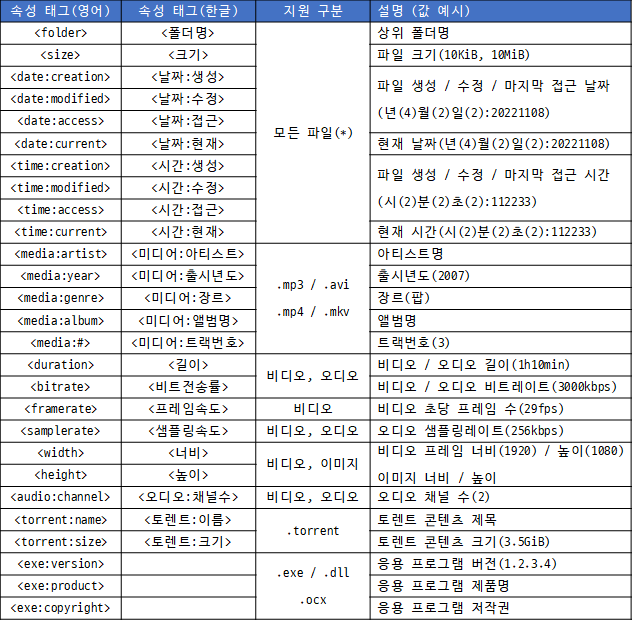 속성 태그(영어) 속성 태그(한글) 지원 구분 설명 (값 예시)
<folder> <폴더명> 모든 파일(*) 상위 폴더명
<size> <크기> 파일 크기(10KiB, 10MiB)
<date:creation> <날짜:생성> 파일 생성 / 수정 / 마지막 접근 날짜
<date:modified> <날짜:수정> (년(4)월(2)일(2):20221108)
<date:access> <날짜:접근>
<date:current> <날짜:현재> 현재 날짜(년(4)월(2)일(2):20221108)
<time:creation> <시간:생성> 파일 생성 / 수정 / 마지막 접근 시간
<time:modified> <시간:수정> (시(2)분(2)초(2):112233)
<time:access> <시간:접근>
<time:current> <시간:현재> 현재 시간(시(2)분(2)초(2):112233)
<media:artist> <미디어:아티스트> .mp3 / .avi 아티스트명
<media:year> <미디어:출시년도> .mp4 / .mkv 출시년도(2007)
<media:genre> <미디어:장르> 장르(팝)
<media:album> <미디어:앨범명> 앨범명
<media:#> <미디어:트랙번호> 트랙번호(3)
<duration> <길이> 비디오, 오디오 비디오 / 오디오 길이(1h10min)
<bitrate> <비트전송률> 비디오 / 오디오 비트레이트(3000kbps)
<framerate> <프레임속도> 비디오 비디오 초당 프레임 수(29fps)
<samplerate> <샘플링속도> 비디오, 오디오 오디오 샘플링레이트(256kbps)
<width> <너비> 비디오, 이미지 비디오 프레임 너비(1920) / 높이(1080)
<height> <높이> 이미지 너비 / 높이
<audio:channel> <오디오:채널수> 비디오, 오디오 오디오 채널 수(2)
<torrent:name> <토렌트:이름> .torrent 토렌트 콘텐츠 제목
<torrent:size> <토렌트:크기> 토렌트 콘텐츠 크기(3.5GiB)
<exe:version> .exe / .dll 응용 프로그램 버전(1.2.3.4)
<exe:product> .ocx 응용 프로그램 제품명
<exe:copyright> 응용 프로그램 저작권